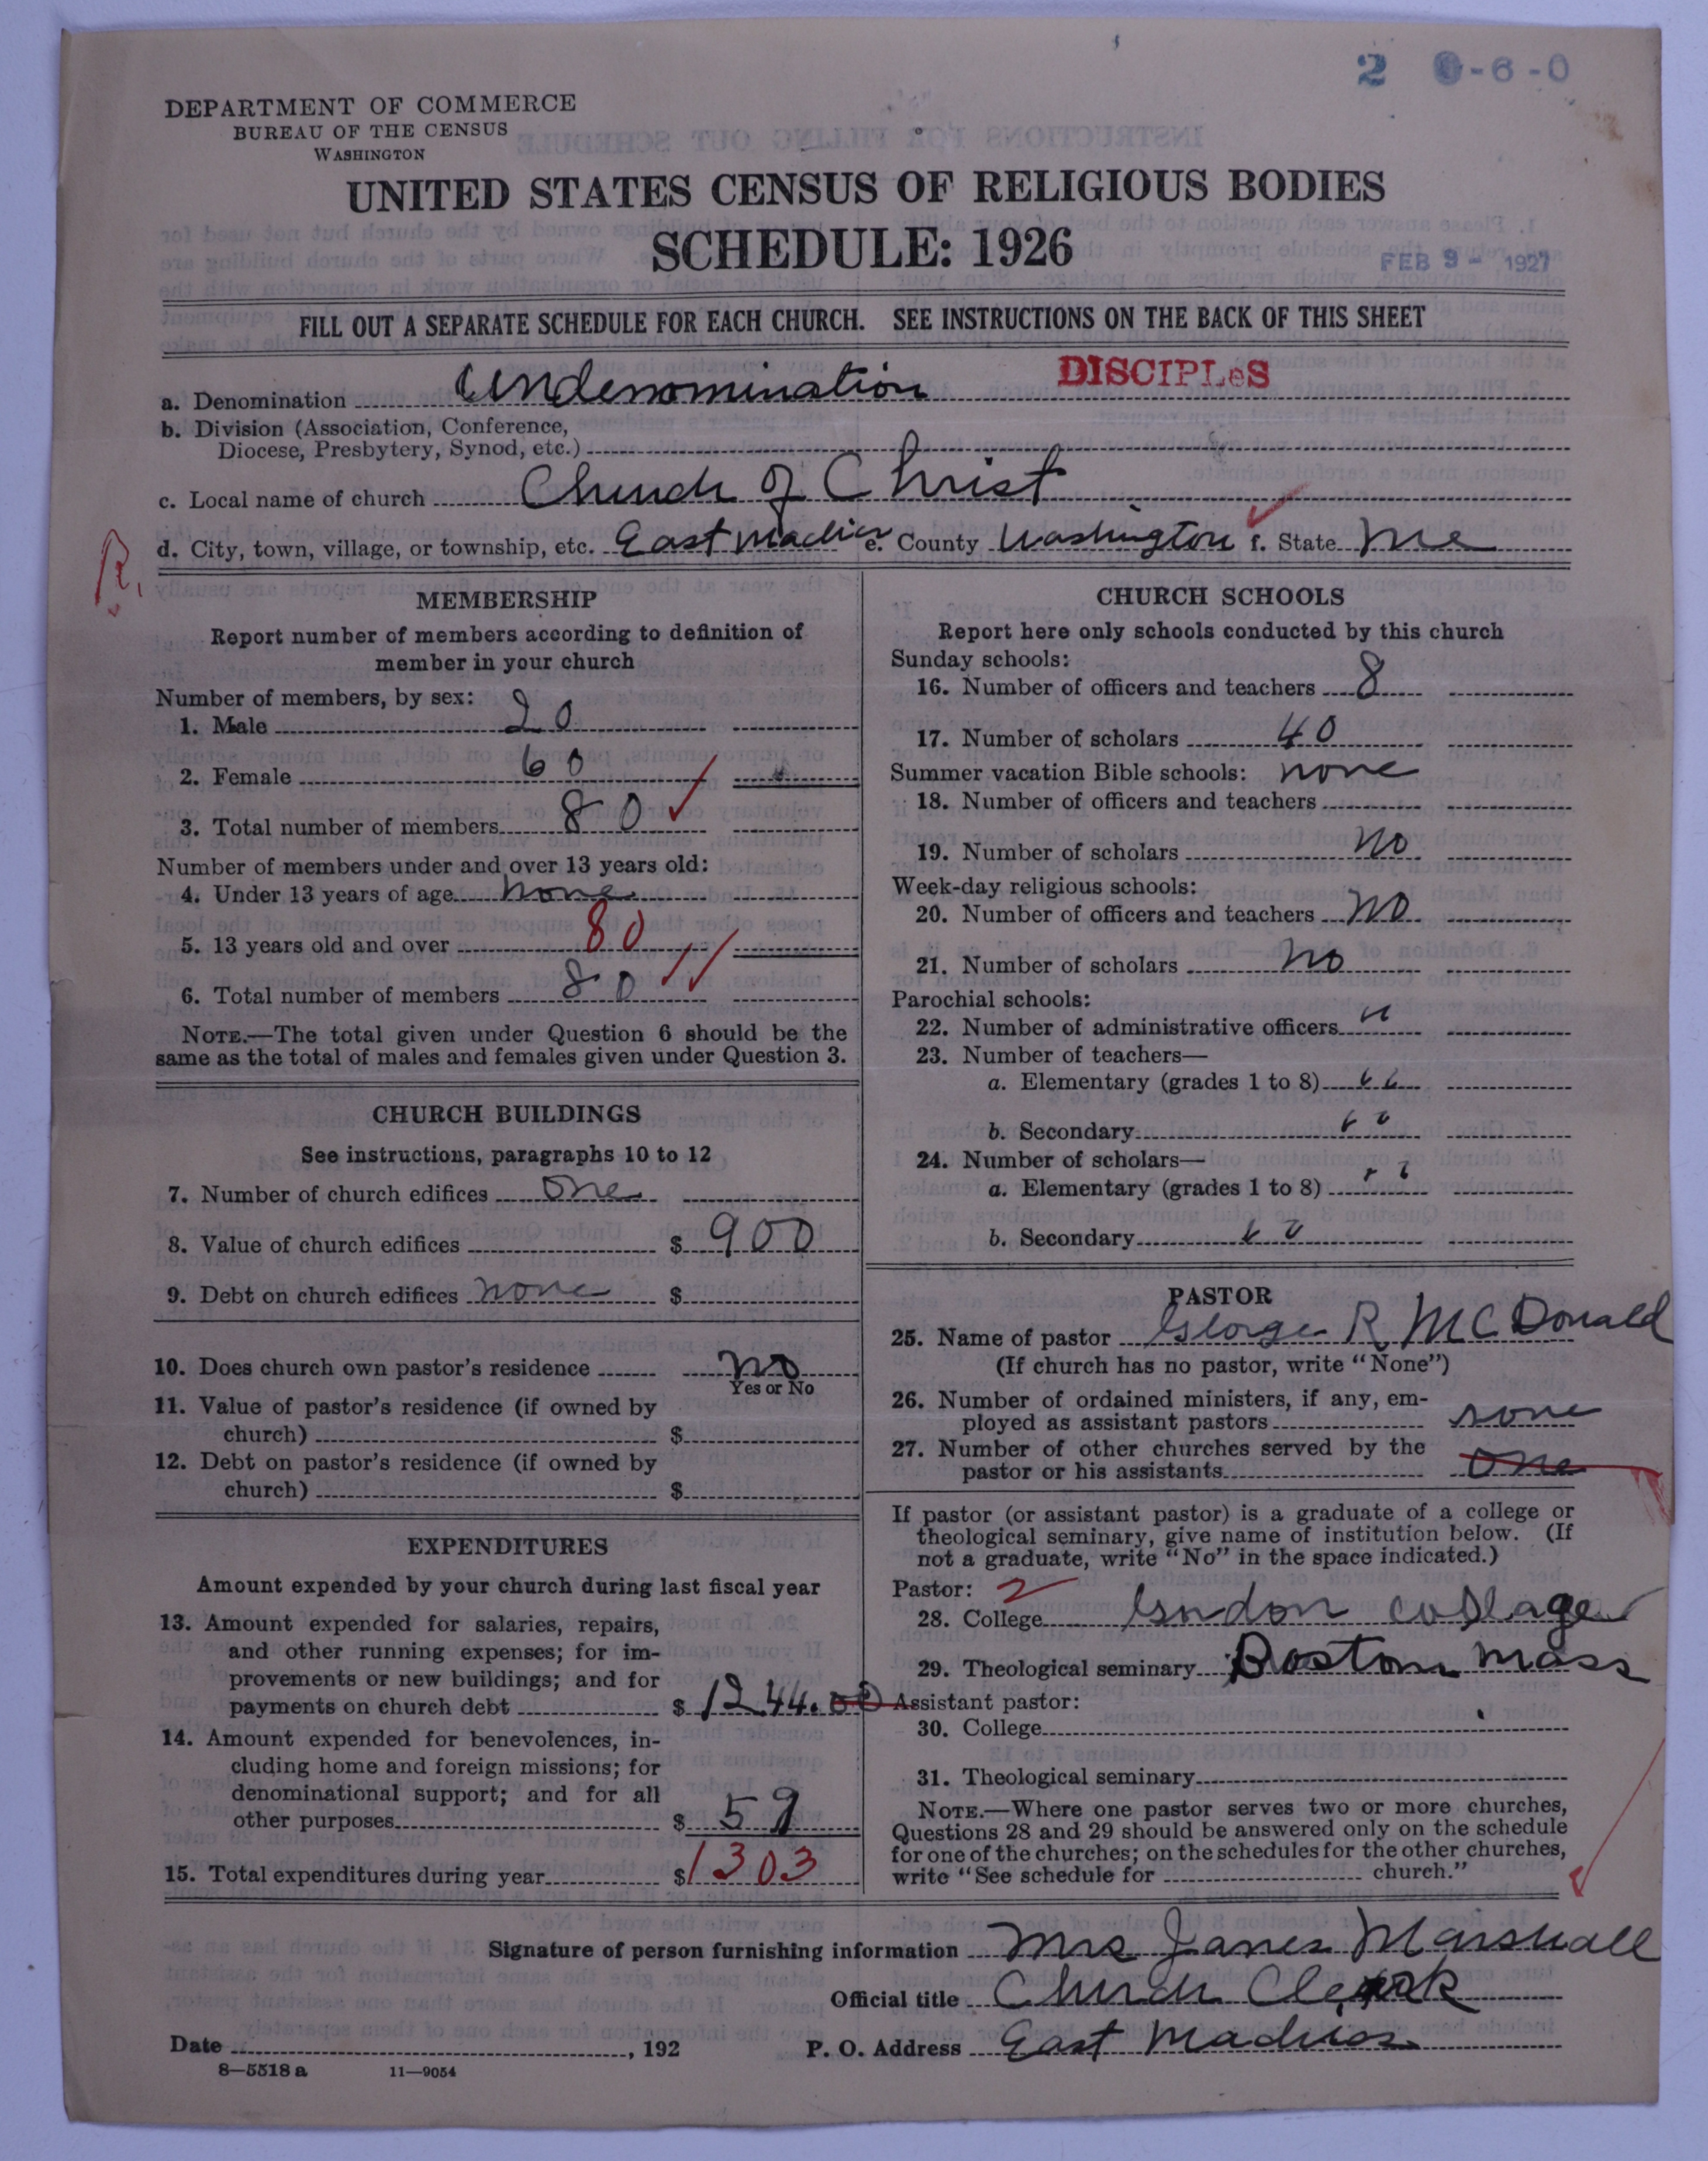 2 0-6-0
DEPARTMENT OF COMMERCE
BUREAU OF THE CENSUS
WASHINGTON
UNITED STATES CENSUS OF RELIGIOUS BODIES
SCHEDULE: 1926
FEB 9 - 1927
FILL OUT A SEPARATE SCHEDULE FOR EACH CHURCH. SEE INSTRUCTIONS ON THE BACK OF THIS SHEET
a. Denomination Undenomination DISCIPLeS
b. Division (Association, Conference,
Diocese, Presbytery, Synod, etc.)
c. Local name of church Church of Christ
d. City, town, village, or township, etc. East Machias e. County Washington f. State Me
R.
MEMBERSHIP
Report number of members according to definition of
member in your church
Number of members, by sex:
1. Male 20
2. Female 60
3. Total number of members 80
Number of members under and over 13 years old:
4. Under 13 years of age none
5. 13 years old and over 80
6. Total number of members 80
NOTE.—The total given under Question 6 should be the
same as the total of males and females given under Question 3.
CHURCH BUILDINGS
See instructions, paragraphs 10 to 12
7. Number of church edifices one
8. Value of church edifices $ 900
9. Debt on church edifices none $
10. Does church own pastor's residence no
Yes or No
11. Value of pastor's residence (if owned by
church) $
12. Debt on pastor's residence (if owned by
church) $
EXPENDITURES
Amount expended by your church during last fiscal year
13. Amount expended for salaries, repairs,
and other running expenses; for im-
provements or new buildings; and for
payments on church debt $ 1244.00
14. Amount expended for benevolences, in-
cluding home and foreign missions; for
denominational support; and for all
other purposes $ 59
15. Total expenditures during year $ 1303
CHURCH SCHOOLS
Report here only schools conducted by this church
Sunday schools:
16. Number of officers and teachers 8
17. Number of scholars 40
Summer vacation Bible schools: none
18. Number of officers and teachers
19. Number of scholars no
Week-day religious schools:
20. Number of officers and teachers no
21. Number of scholars no
Parochial schools:
22. Number of administrative officers "
23. Number of teachers—
a. Elementary (grades 1 to 8) "
b. Secondary "
24. Number of scholars—
a. Elementary (grades 1 to 8) "
b. Secondary "
PASTOR
25. Name of pastor George R McDonald
(If church has no pastor, write "None")
26. Number of ordained ministers, if any, em-
ployed as assistant pastors none
27. Number of other churches served by the
pastor or his assistants one
If pastor (or assistant pastor) is a graduate of a college or
theological seminary, give name of institution below. (If
not a graduate, write "No" in the space indicated.)
Pastor: 2
28. College collage
29. Theological seminary Boston mass
Assistant pastor:
30. College
31. Theological seminary
NOTE.—Where one pastor serves two or more churches,
Questions 28 and 29 should be answered only on the schedule
for one of the churches; on the schedules for the other churches,
write "See schedule for church."
Signature of person furnishing information Mrs James Marshall
Official title Church Clerk
Date , 192 P. O. Address East Machias
8—5518 a 11—9054